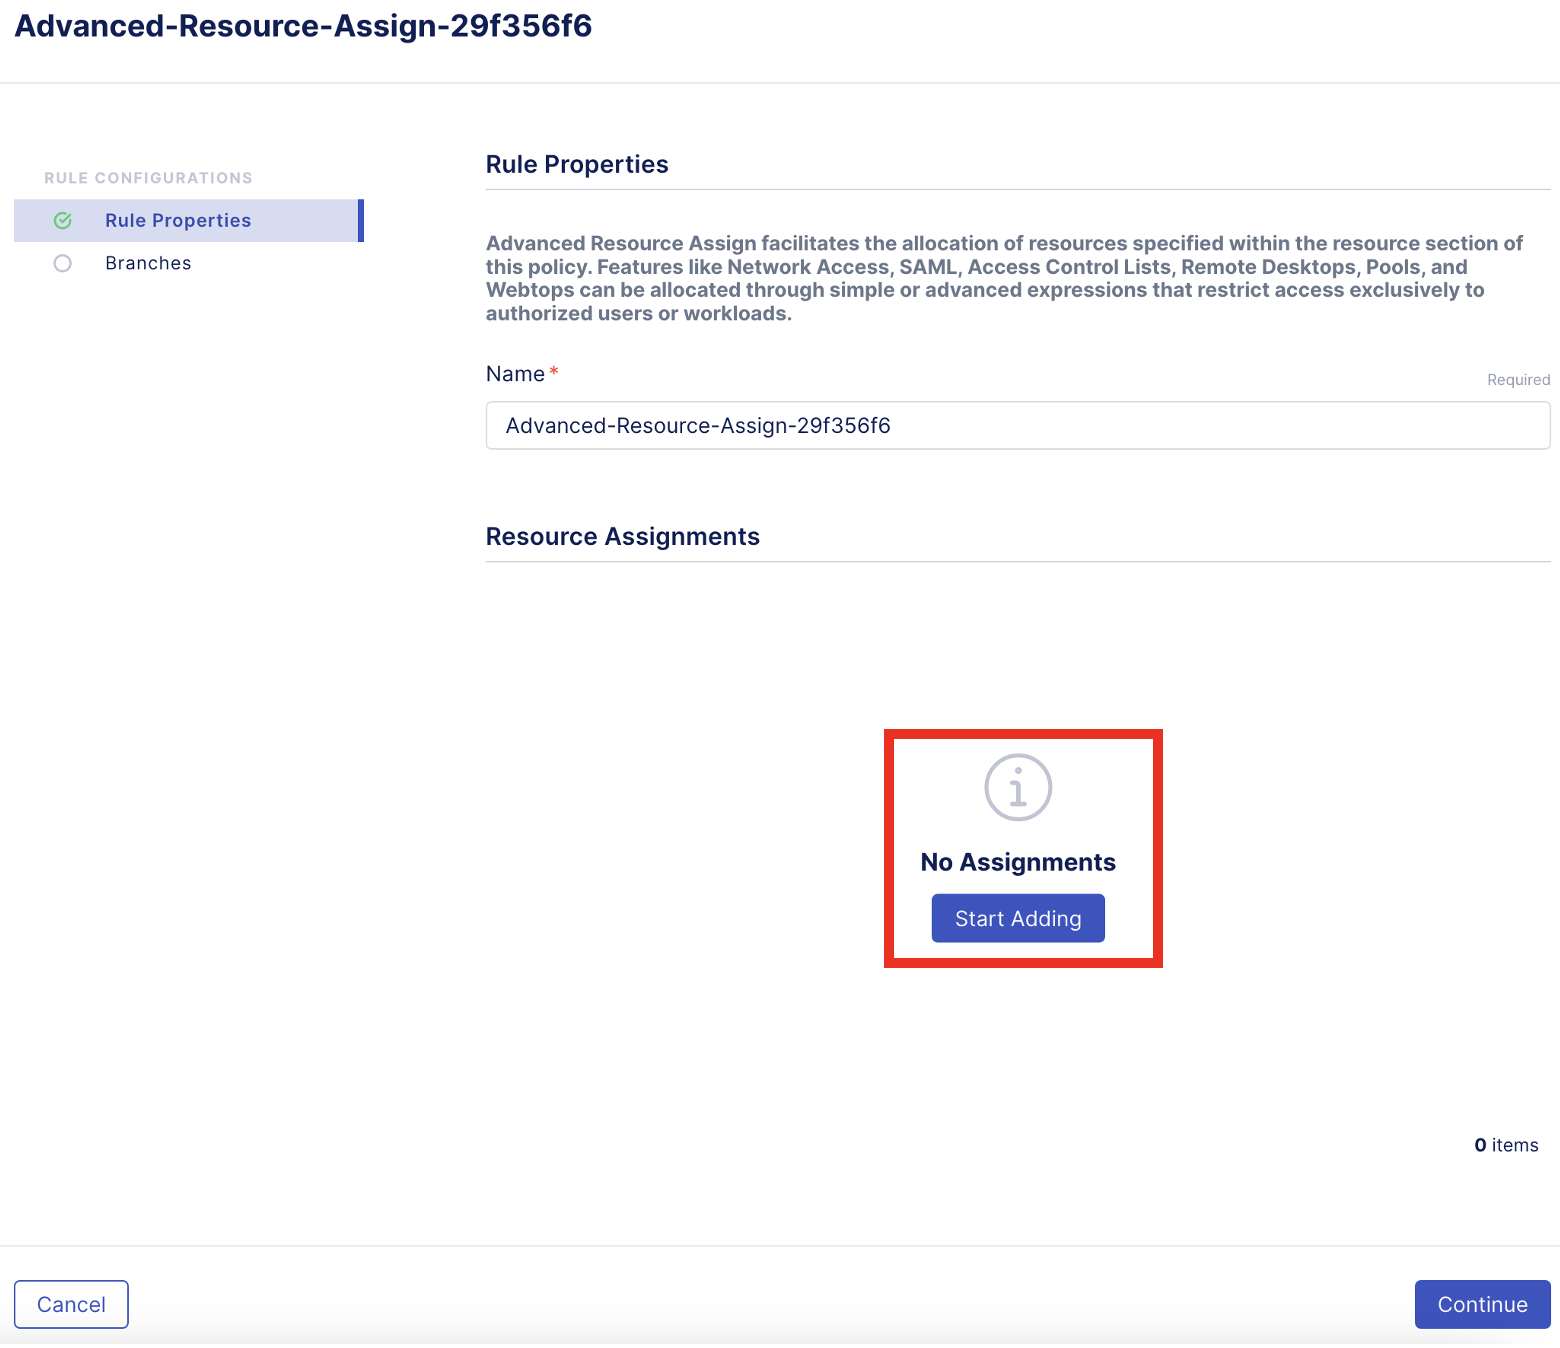 Advanced-Resource-Assign-29f356f6
RULE CONFIGURATIONS
Rule Properties
Branches
Rule Properties
Advanced Resource Assign facilitates the allocation of resources specified within the resource section of
this policy. Features like Network Access, SAML, Access Control Lists, Remote Desktops, Pools, and
Webtops can be allocated through simple or advanced expressions that restrict access exclusively to
authorized users or workloads.
Name*
Required
Advanced-Resource-Assign-29f356f6
Resource Assignments
No Assignments
Start Adding
0 items
Cancel
Continue